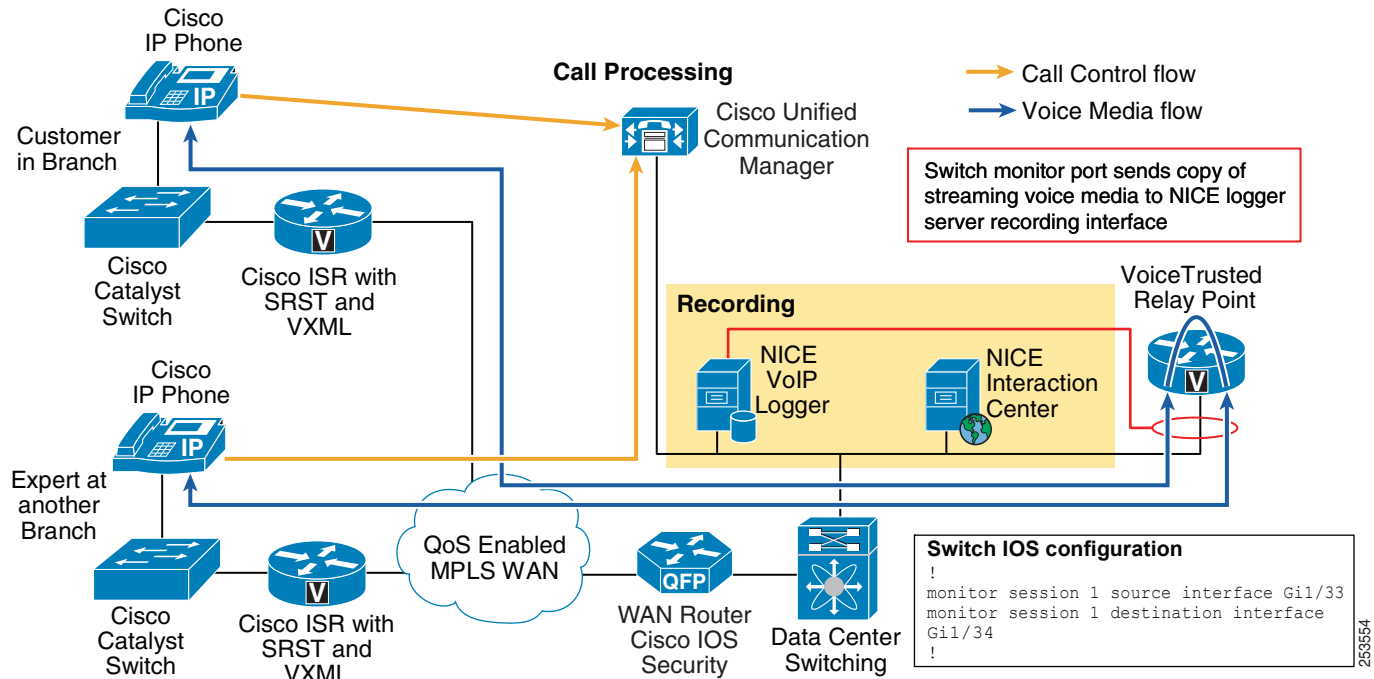 Cisco
IP Phone
IP
Customer
in Branch
Cisco
Catalyst
Switch
V
Cisco ISR with
SRST and
VXML
Call Processing
Cisco Unified
Communication
Manager
Call Control flow
Voice Media flow
Switch monitor port sends copy of
streaming voice media to NICE logger
server recording interface
Recording
NICE
VoIP
Logger
NICE
Interaction
Center
VoiceTrusted
Relay Point
V
Cisco
IP Phone
IP
Expert at
another
Branch
Cisco
Catalyst
Switch
V
Cisco ISR with
SRST and
VXML
QoS Enabled
MPLS WAN
QFP
WAN Router
Cisco IOS
Security
Data Center
Switching
Switch IOS configuration
!
monitor session 1 source interface Gi1/33
monitor session 1 destination interface
Gi1/34
!
253554